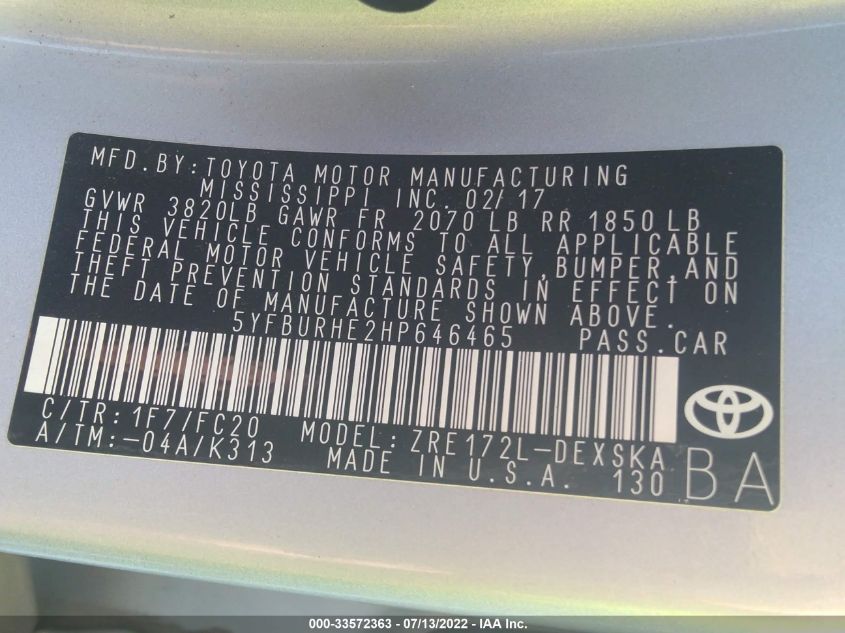 MFD.BY:TOYOTA MOTOR MANUFACTURING
MISSISSIPPI INC. 02/17
GVWR 3820LB GAWR FR 2070 LB RR 1850 LB
THIS VEHICLE CONFORMS TO ALL APPLICABLE
FEDERAL MOTOR VEHICLE SAFETY,BUMPER,AND
THEFT PREVENTION STANDARDS IN EFFECT ON
THE DATE OF MANUFACTURE SHOWN ABOVE.
5YFBURHE2HP646465 PASS.CAR
C/TR:1F7/FC20 MODEL:ZRE172L-DEXSKA
A/TM:-04A/K313 MADE IN U.S.A. 130 BA
000-33572363 - 07/13/2022 - IAA Inc.